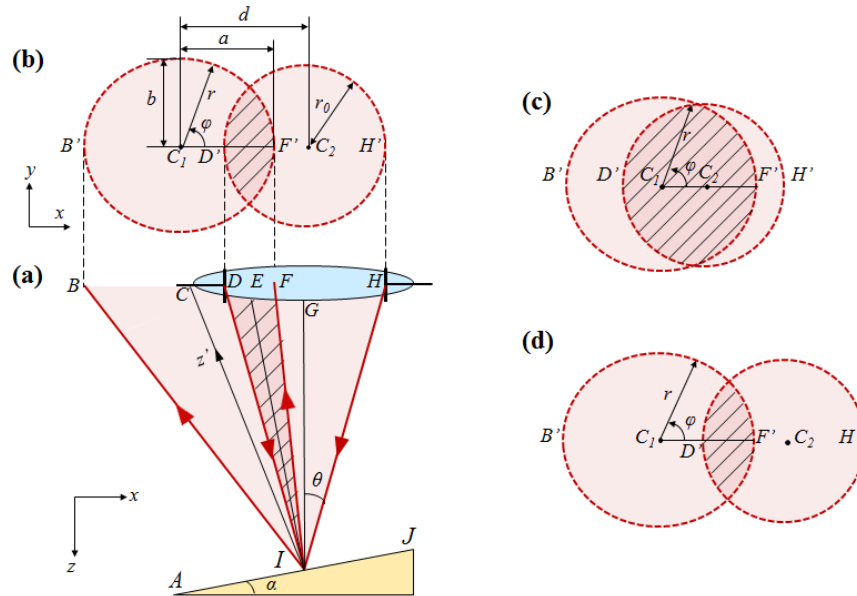 (b)
d
a
b
r
φ
r₀
B'
C₁
D'
F'
C₂
H'
y
x
(a)
B
C
D
E
F
H
G
z'
θ
x
z
I
J
A
α
(c)
r
φ
B'
D'
C₁
C₂
F'
H'
(d)
r
φ
B'
C₁
D'
F'
C₂
H